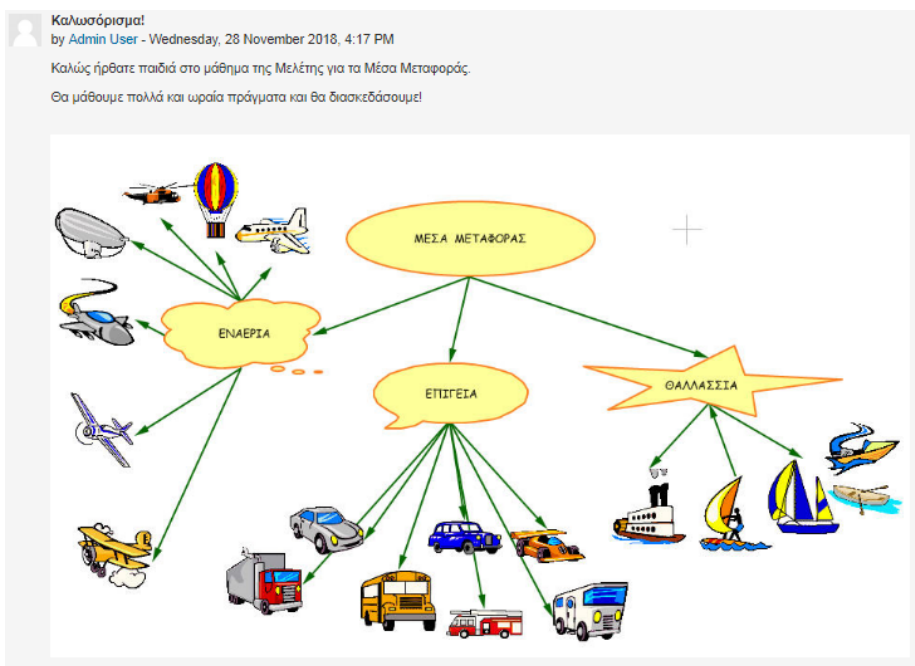 Καλωσόρισμα!
by Admin User - Wednesday, 28 November 2018, 4:17 PM
Καλώς ήρθατε παιδιά στο μάθημα της Μελέτης για τα Μέσα Μεταφοράς.
Θα μάθουμε πολλά και ωραία πράγματα και θα διασκεδάσουμε!
ΜΕΣΑ ΜΕΤΑΦΟΡΑΣ
ΕΝΑΕΡΙΑ
ΕΠΙΓΕΙΑ
ΘΑΛΑΣΣΙΑ